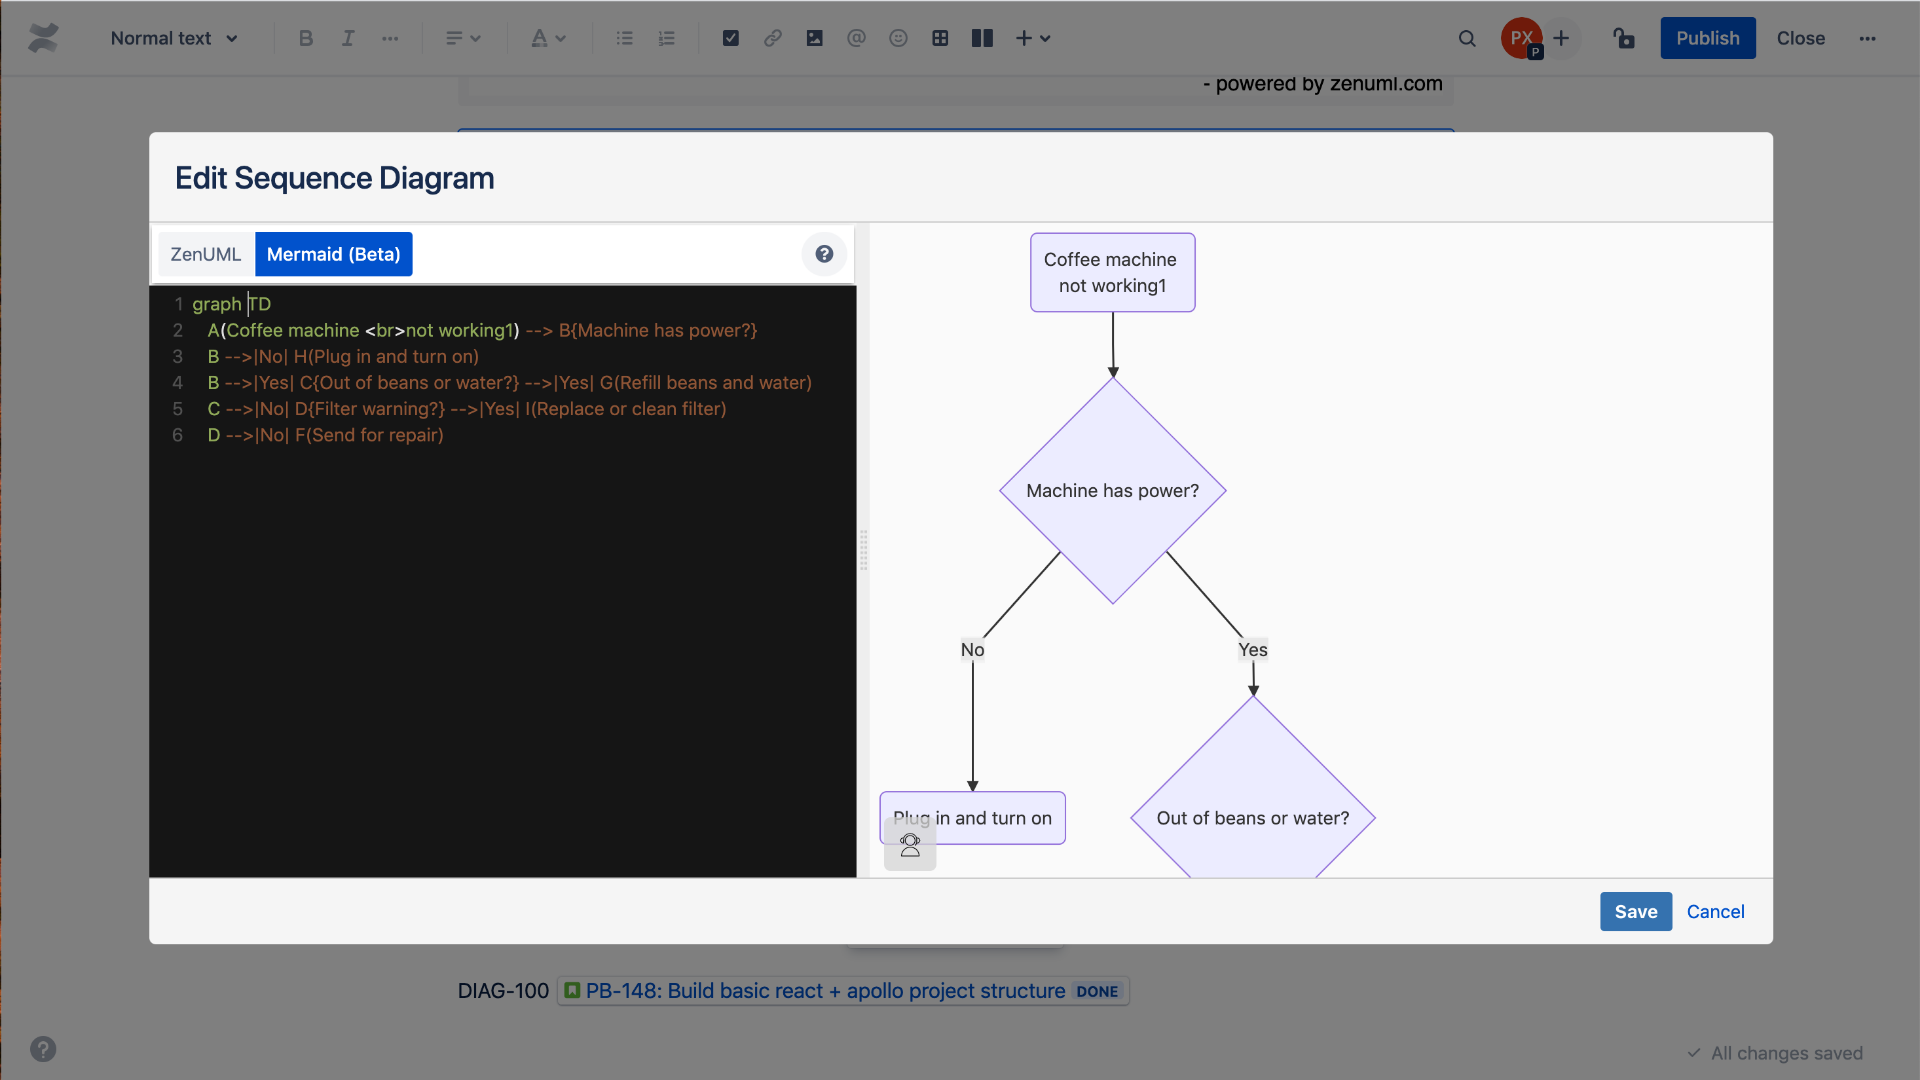 Normal text
B I
A
PX
P
Publish
Close
- powered by zenuml.com
Edit Sequence Diagram
ZenUML
Mermaid (Beta)
?
1 graph TD
2 A(Coffee machine <br>not working1) --> B{Machine has power?}
3 B -->|No| H(Plug in and turn on)
4 B -->|Yes| C{Out of beans or water?} -->|Yes| G(Refill beans and water)
5 C -->|No| D{Filter warning?} -->|Yes| I(Replace or clean filter)
6 D -->|No| F(Send for repair)
Coffee machine
not working1
Machine has power?
No
Yes
Plug in and turn on
Out of beans or water?
Save
Cancel
DIAG-100 PB-148: Build basic react + apollo project structure DONE
?
All changes saved